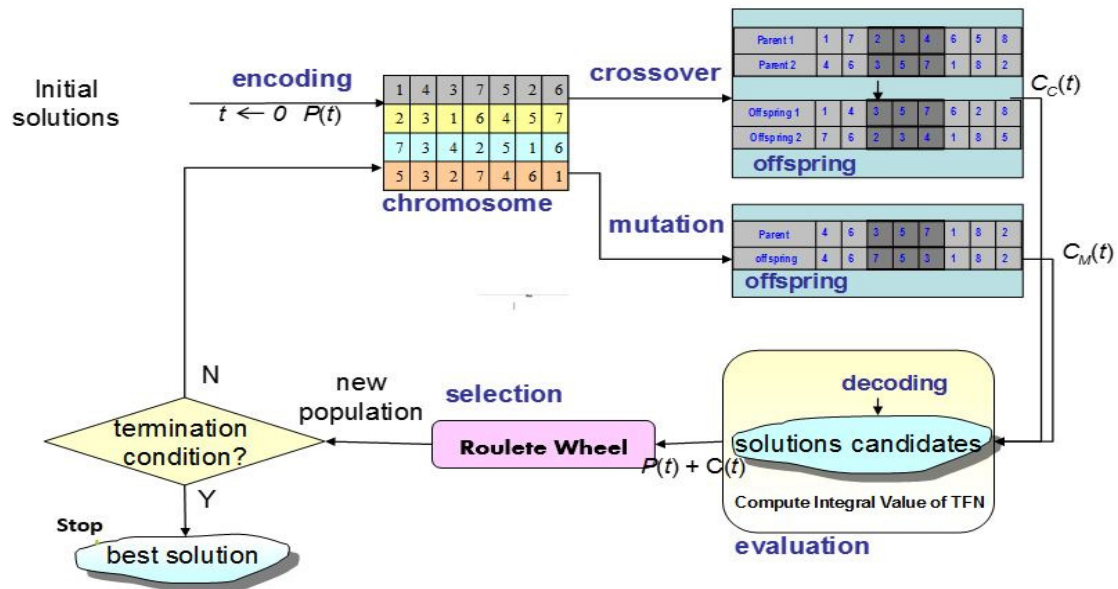 Initial
solutions
encoding
t ← 0 P(t)
1 4 3 7 5 2 6
2 3 1 6 4 5 7
7 3 4 2 5 1 6
5 3 2 7 4 6 1
chromosome
crossover
Parent 1 1 7 2 3 4 6 5 8
Parent 2 4 6 3 5 7 1 8 2
Offspring 1 1 4 3 5 7 6 2 8
Offspring 2 7 6 2 3 4 1 8 5
offspring
C_C(t)
mutation
Parent 4 6 3 5 7 1 8 2
offspring 4 6 7 5 3 1 8 2
offspring
C_M(t)
decoding
solutions candidates
Compute Integral Value of TFN
evaluation
selection
Roulete Wheel
P(t) + C(t)
new
population
N
termination
condition?
Y
Stop
best solution